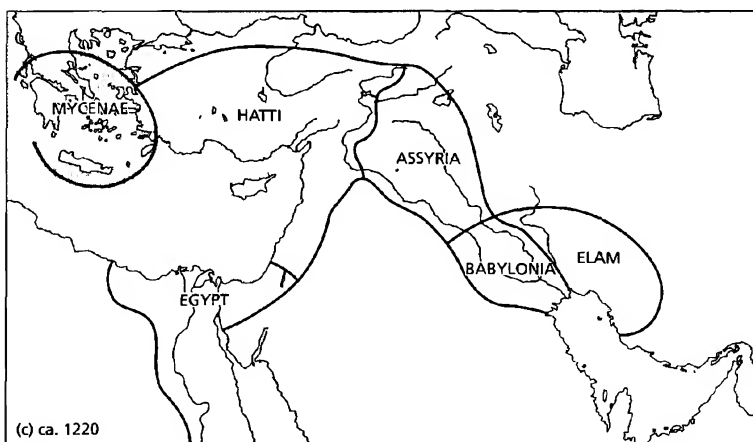 MYCENAE
HATTI
ASSYRIA
BABYLONIA
ELAM
EGYPT
(c) ca. 1220